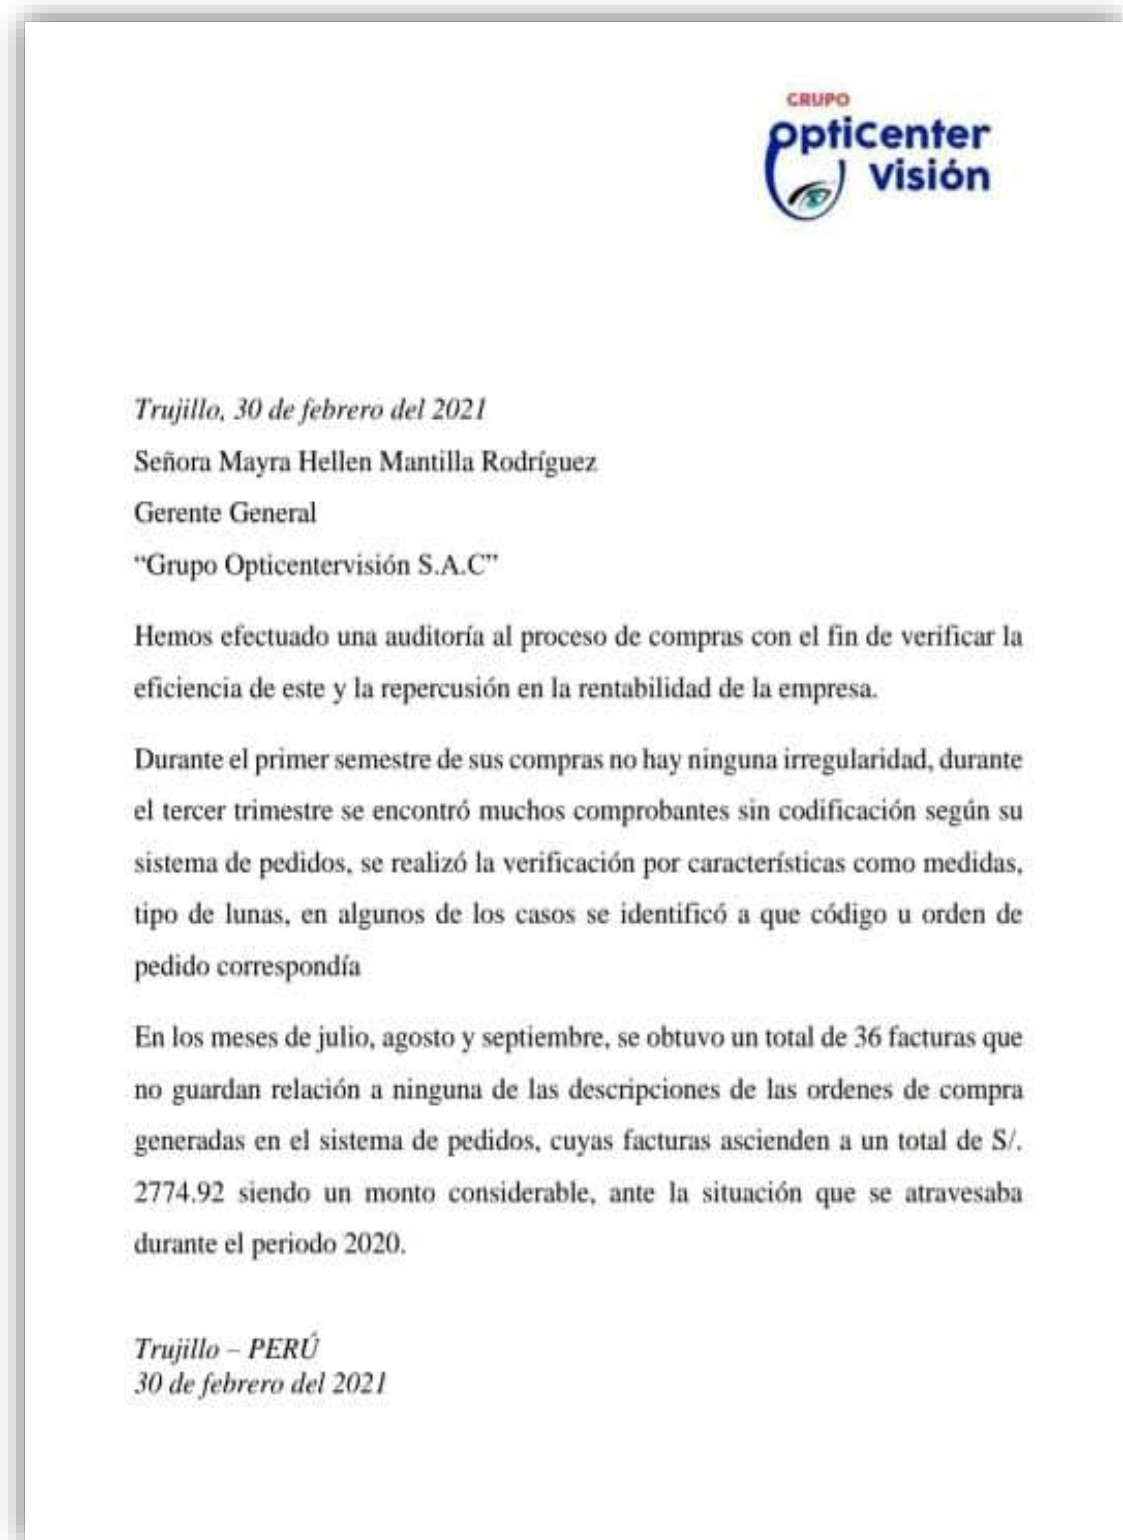 GRUPO
OptiCenter
Visión
Trujillo, 30 de febrero del 2021
Señora Mayra Hellen Mantilla Rodríguez
Gerente General
“Grupo Opticentervisión S.A.C”
Hemos efectuado una auditoría al proceso de compras con el fin de verificar la
eficiencia de este y la repercusión en la rentabilidad de la empresa.
Durante el primer semestre de sus compras no hay ninguna irregularidad, durante
el tercer trimestre se encontró muchos comprobantes sin codificación según su
sistema de pedidos, se realizó la verificación por características como medidas,
tipo de lunas, en algunos de los casos se identificó a que código u orden de
pedido correspondía
En los meses de julio, agosto y septiembre, se obtuvo un total de 36 facturas que
no guardan relación a ninguna de las descripciones de las ordenes de compra
generadas en el sistema de pedidos, cuyas facturas ascienden a un total de S/.
2774.92 siendo un monto considerable, ante la situación que se atravesaba
durante el periodo 2020.
Trujillo – PERÚ
30 de febrero del 2021